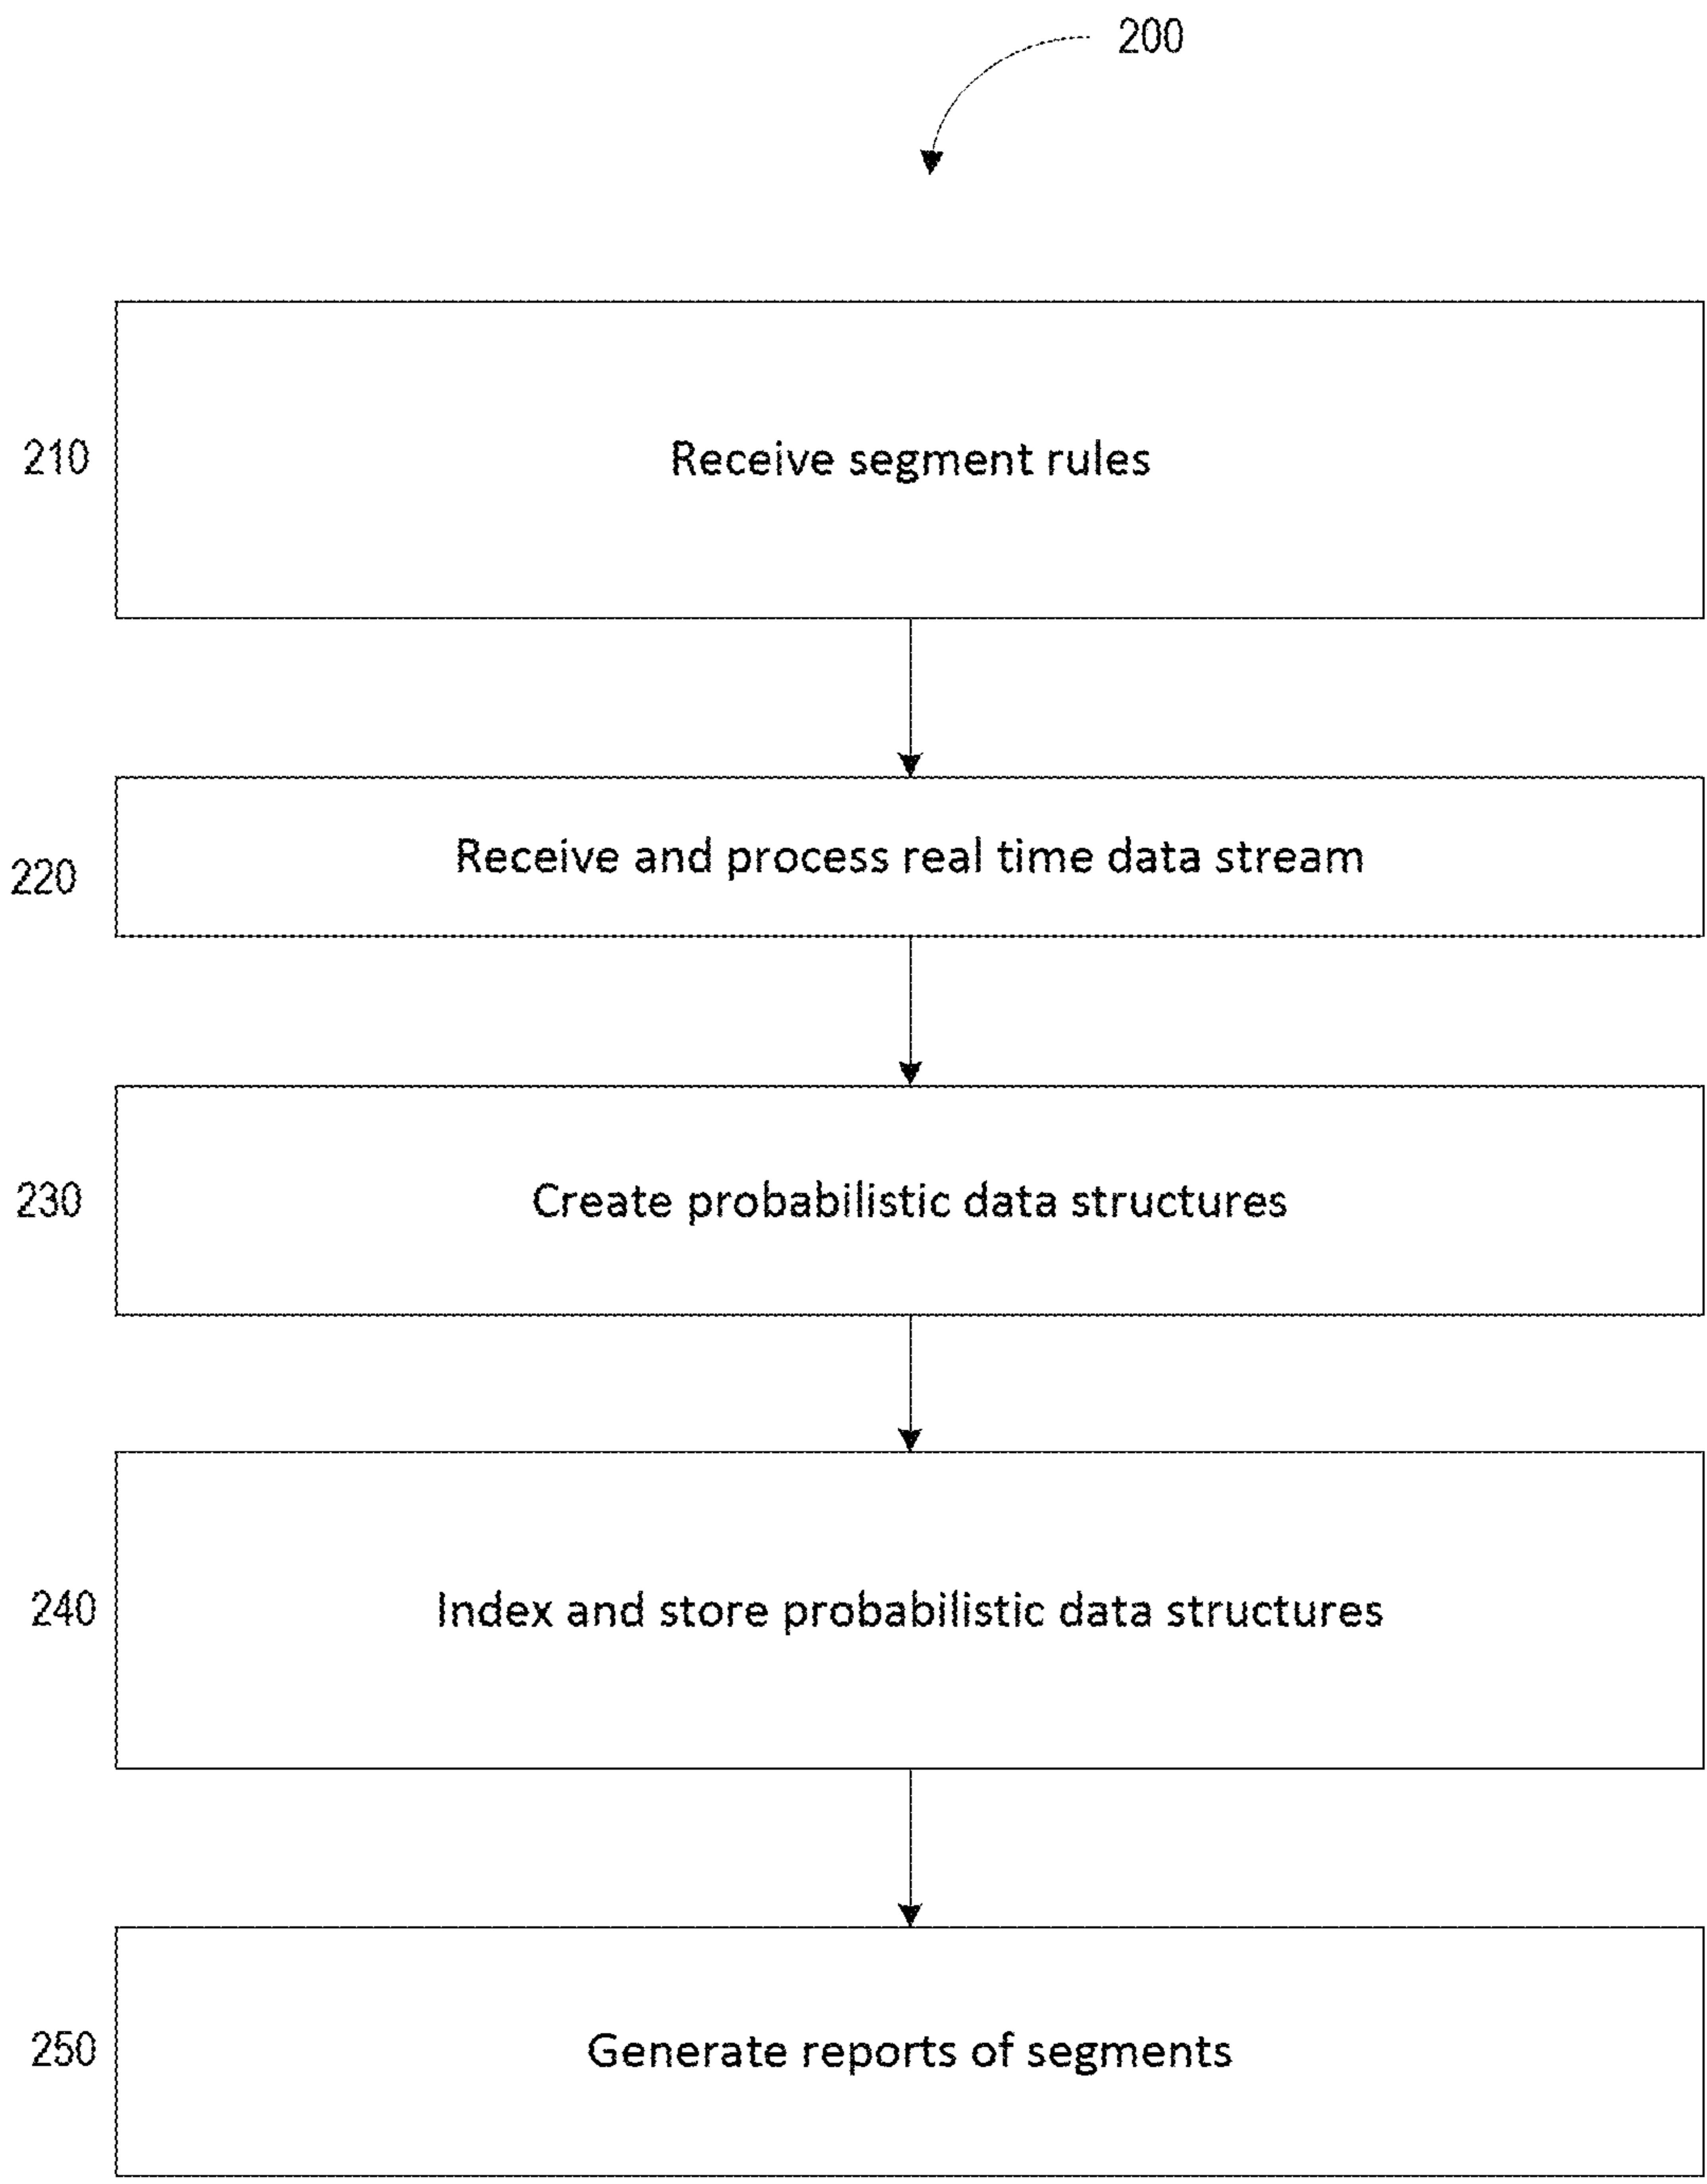 200
210
Receive segment rules
220
Receive and process real time data stream
230
Create probabilistic data structures
240
Index and store probabilistic data structures
250
Generate reports of segments